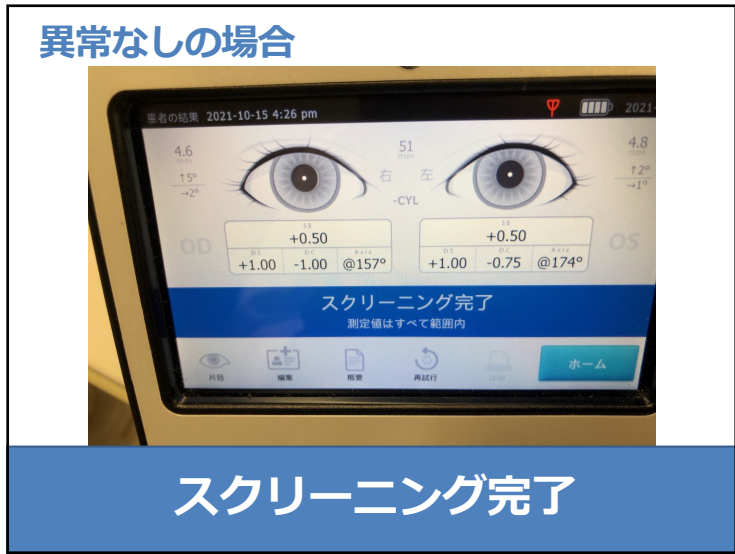 異常なしの場合
患者の結果 2021-10-15 4:26 pm
2021-
4.6
mm
51
mm
4.8
mm
↑5°
→2°
右 左
↑2°
→1°
-CYL
OD
SE
+0.50
DS DC Axis
+1.00 -1.00 @157°
SE
+0.50
DS DC Axis
+1.00 -0.75 @174°
OS
スクリーニング完了
測定値はすべて範囲内
片目 編集 概要 再試行 印刷 ホーム
スクリーニング完了